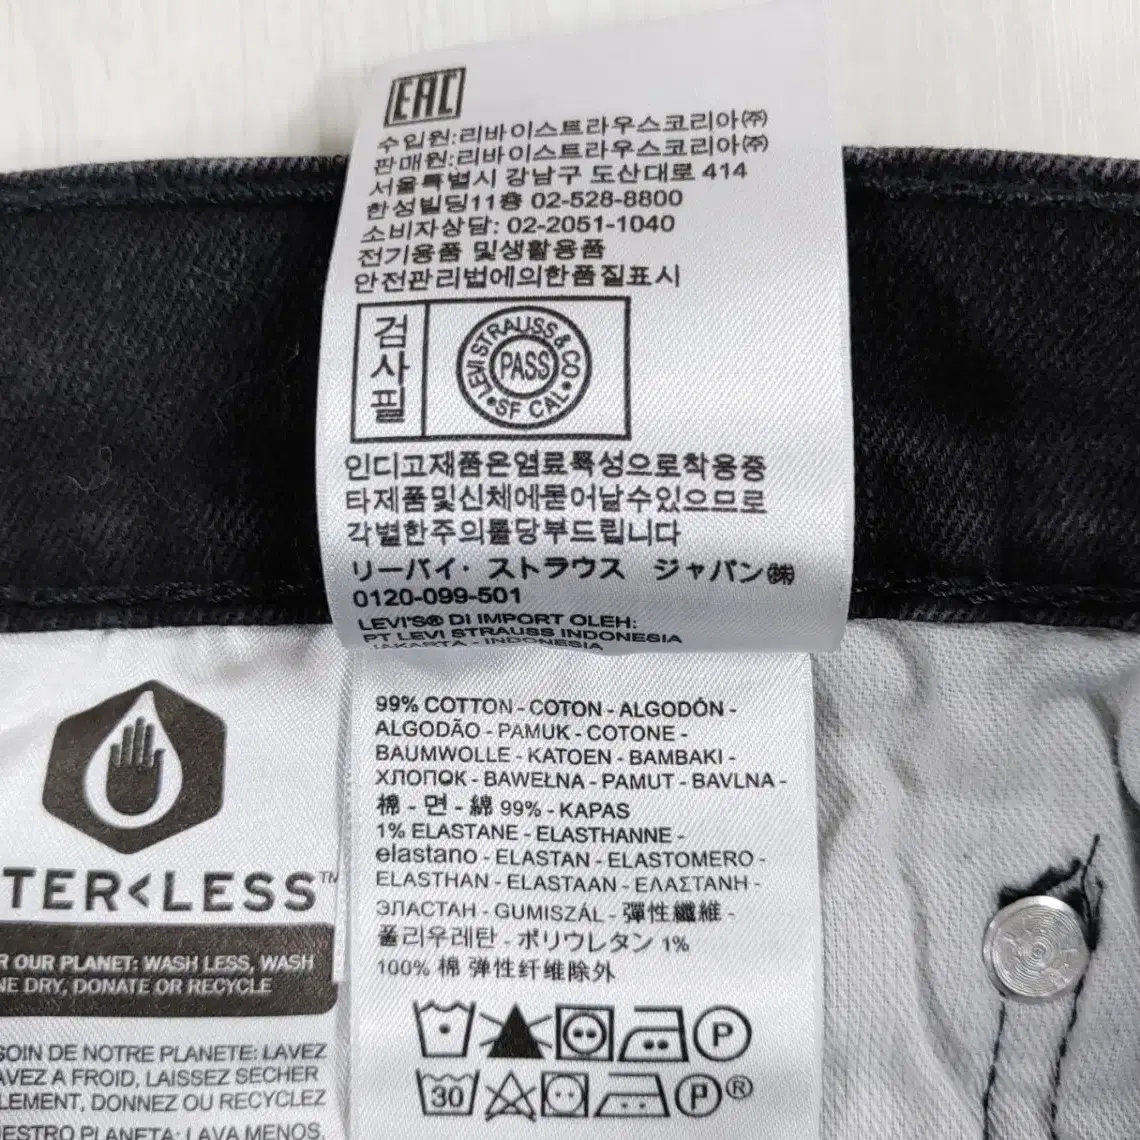 EAC
수입원:리바이스트라우스코리아㈜
판매원:리바이스트라우스코리아㈜
서울특별시 강남구 도산대로 414
한성빌딩11층 02-528-8800
소비자상담: 02-2051-1040
전기용품 및생활용품
안전관리법에의한품질표시
검사필
LEVI STRAUSS & CO
PASS
SF CAL
인디고재품은염료특성으로착용중
타제품및신체에묻어날수있으므로
각별한주의를당부드립니다
リーバイ・ストラウス ジャパン㈱
0120-099-501
LEVI'S® DI IMPORT OLEH:
PT LEVI STRAUSS INDONESIA
JAKARTA - INDONESIA
99% COTTON - COTON - ALGODÓN -
ALGODÃO - PAMUK - COTONE -
BAUMWOLLE - KATOEN - BAMBAKI -
ХЛОПОК - BAWEŁNA - PAMUT - BAVLNA -
棉 - 면 - 綿 99% - KAPAS
1% ELASTANE - ELASTHANNE -
elastano - ELASTAN - ELASTOMERO -
ELASTHAN - ELASTAAN - ΕΛΑΣΤΑΝΗ -
ЭЛАСТАН - GUMISZÁL - 彈性纖維 -
폴리우레탄 - ポリウレタン 1%
100% 棉 弹性纤维除外
P
30 P®
TER<LESS™
R OUR PLANET: WASH LESS, WASH
NE DRY, DONATE OR RECYCLE
SOIN DE NOTRE PLANETE: LAVEZ
AVEZ A FROID, LAISSEZ SECHER
LEMENT, DONNEZ OU RECYCLEZ
UESTRO PLANETA: LAVA MENOS,